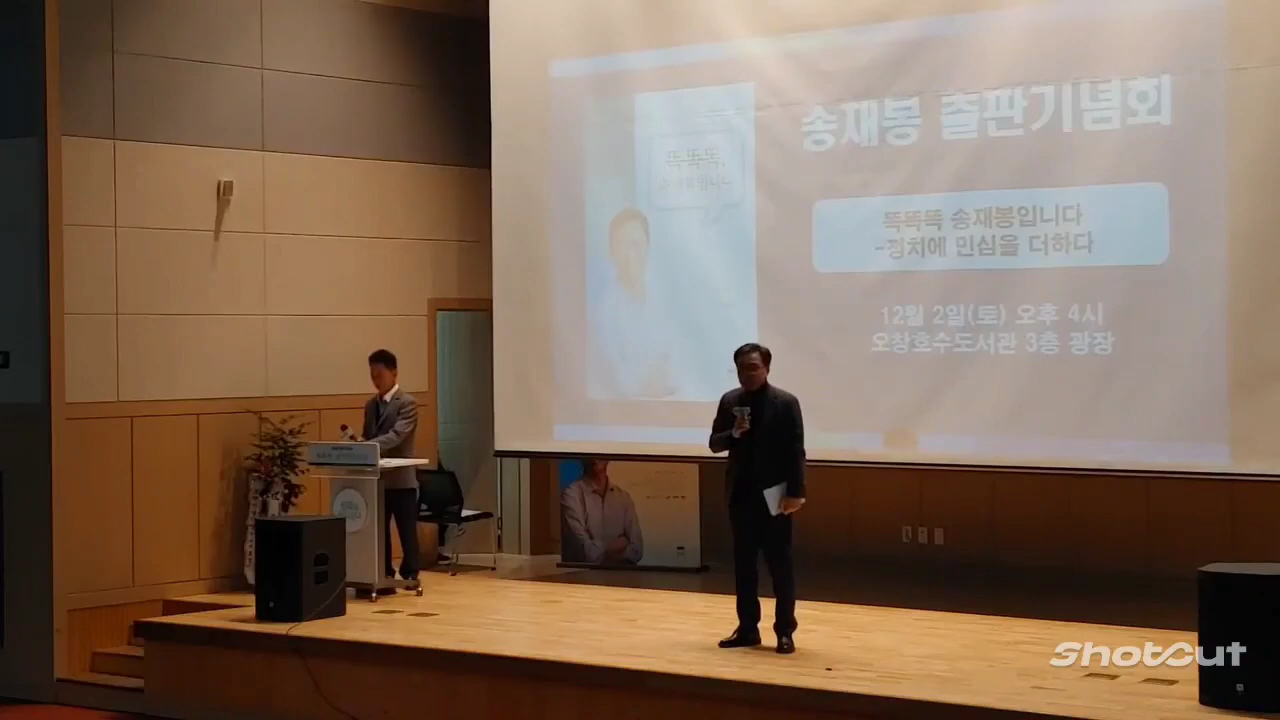 송재봉 출판기념회
똑똑똑,
똑똑똑 송재봉입니다
-정치에 민심을 더하다
12월 2일(토) 오후 4시
오창호수도서관 3층 광장
Shotcut